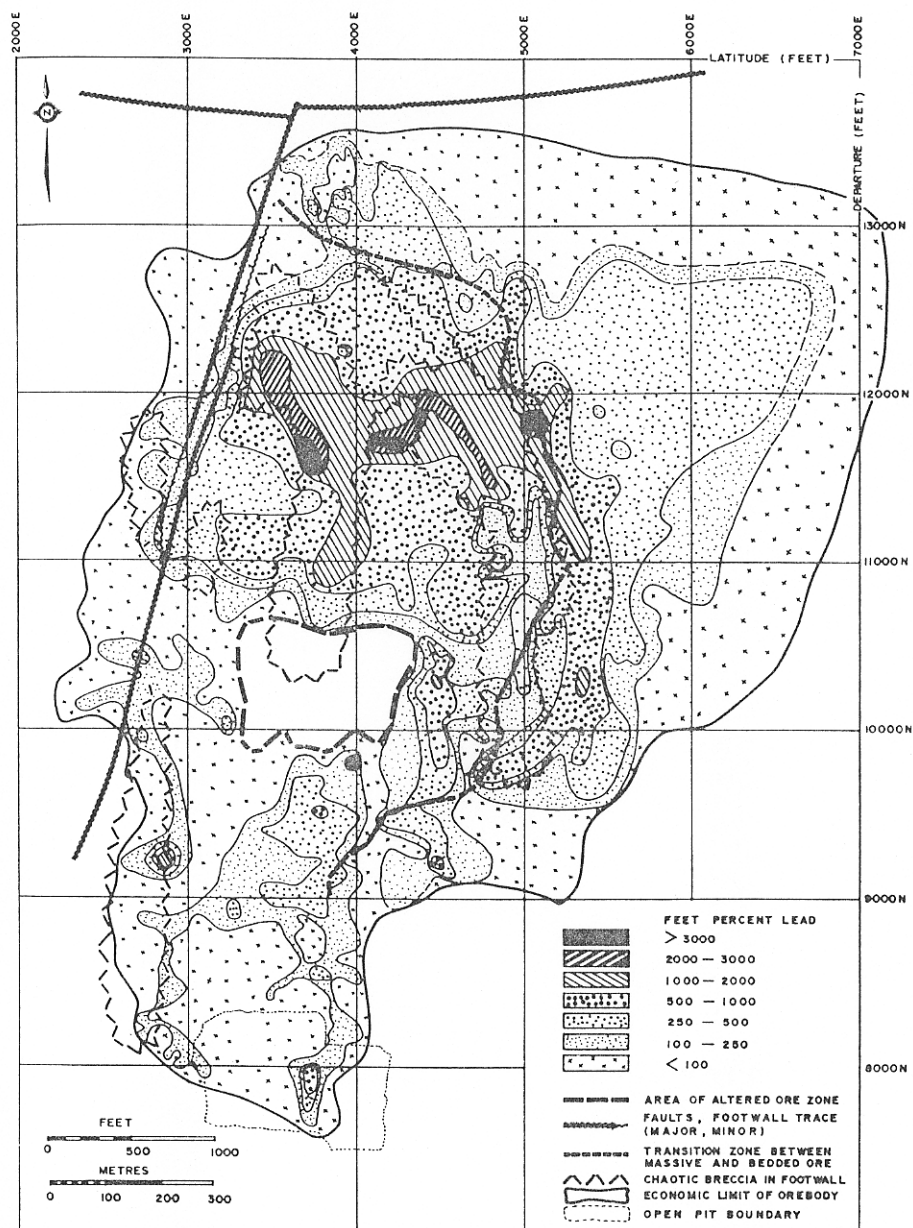 2000E
3000E
4000E
5000E
6000E
7000E
LATITUDE (FEET)
DEPARTURE (FEET)
N
13000N
12000N
11000N
10000N
9000N
8000N
FEET PERCENT LEAD
> 3000
2000 – 3000
1000 – 2000
500 – 1000
250 – 500
100 – 250
< 100
AREA OF ALTERED ORE ZONE
FAULTS, FOOTWALL TRACE
(MAJOR, MINOR)
TRANSITION ZONE BETWEEN
MASSIVE AND BEDDED ORE
CHAOTIC BRECCIA IN FOOTWALL
ECONOMIC LIMIT OF OREBODY
OPEN PIT BOUNDARY
FEET
0 500 1000
METRES
0 100 200 300